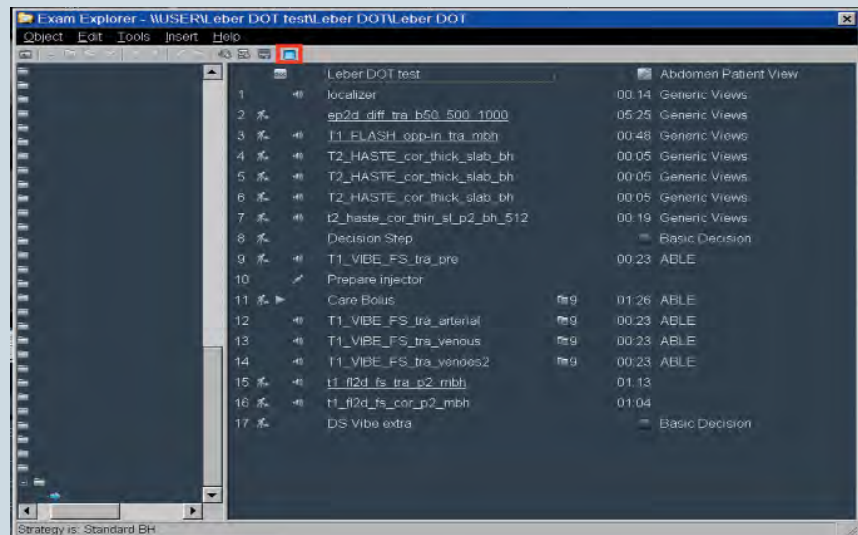 Exam Explorer - \\USER\Leber DOT test\Leber DOT\Leber DOT
Object Edit Tools Insert Help
Leber DOT test Abdomen Patient View
1 localizer 00:14 Generic Views
2 ep2d_diff_tra_b50_500_1000 05:25 Generic Views
3 T1_FLASH_opp-in_tra_mbh 00:48 Generic Views
4 T2_HASTE_cor_thick_slab_bh 00:05 Generic Views
5 T2_HASTE_cor_thick_slab_bh 00:05 Generic Views
6 T2_HASTE_cor_thick_slab_bh 00:05 Generic Views
7 t2_haste_cor_thin_sl_p2_bh_512 00:19 Generic Views
8 Decision Step Basic Decision
9 T1_VIBE_FS_tra_pre 00:23 ABLE
10 Prepare injector
11 Care Bolus 9 01:26 ABLE
12 T1_VIBE_FS_tra_arterial 9 00:23 ABLE
13 T1_VIBE_FS_tra_venous 9 00:23 ABLE
14 T1_VIBE_FS_tra_venoes2 9 00:23 ABLE
15 t1_fl2d_fs_tra_p2_mbh 01:13
16 t1_fl2d_fs_cor_p2_mbh 01:04
17 DS Vibe extra Basic Decision
Strategy is: Standard BH